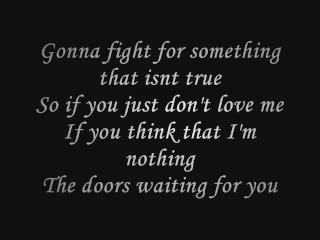 Gonna fight for something
that isnt true
So if you just don't love me
If you think that I'm
nothing
The doors waiting for you